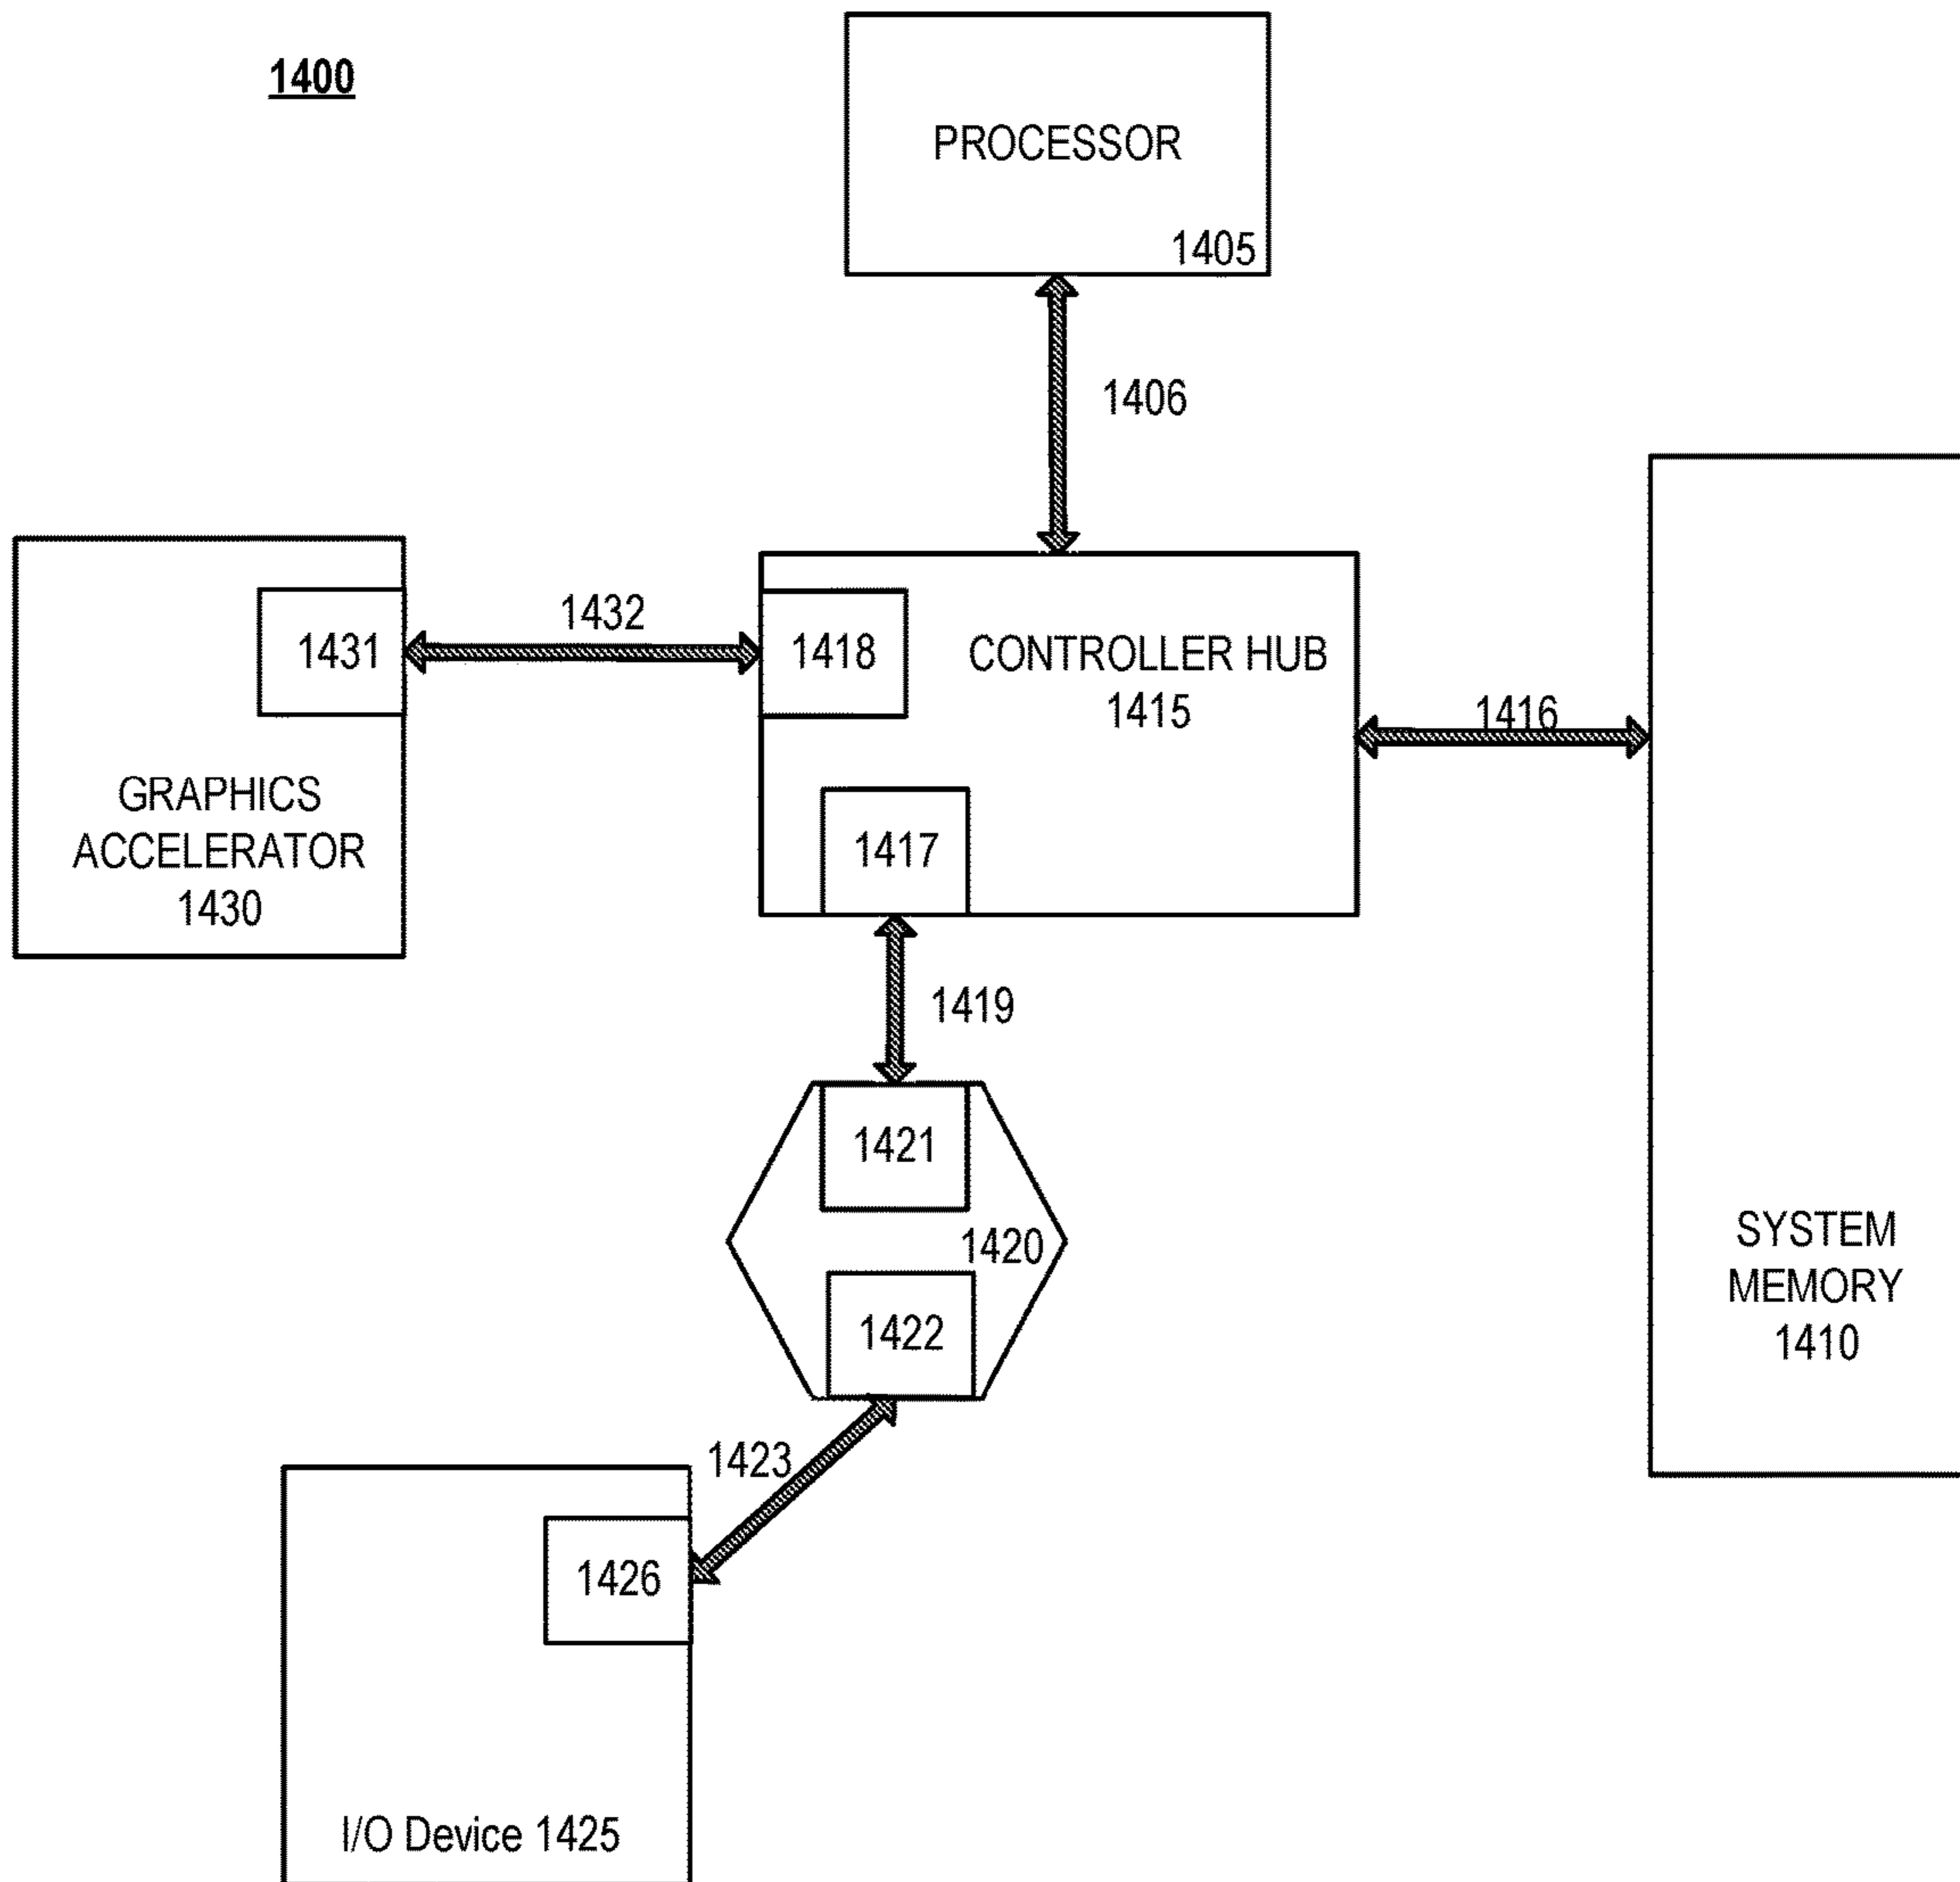 1400
PROCESSOR
1405
1406
1431
1432
1418
CONTROLLER HUB
1415
1416
GRAPHICS
ACCELERATOR
1430
1417
1419
1421
1420
1422
SYSTEM
MEMORY
1410
1423
1426
I/O Device 1425